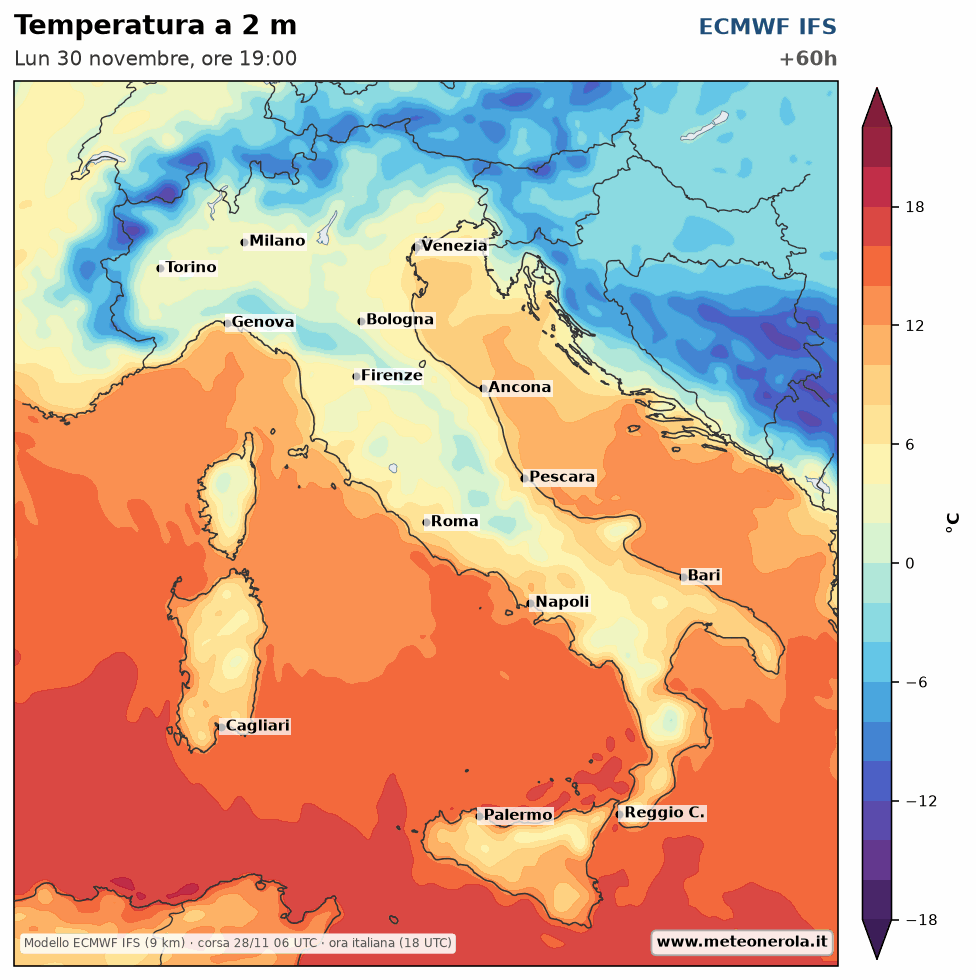 Temperatura a 2 m
ECMWF IFS
Lun 30 novembre, ore 19:00
+60h
Milano
Venezia
Torino
Genova
Bologna
Firenze
Ancona
Pescara
Roma
Bari
Napoli
Cagliari
Palermo
Reggio C.
18
12
6
0
−6
−12
−18
°C
Modello ECMWF IFS (9 km) · corsa 28/11 06 UTC · ora italiana (18 UTC)
www.meteonerola.it